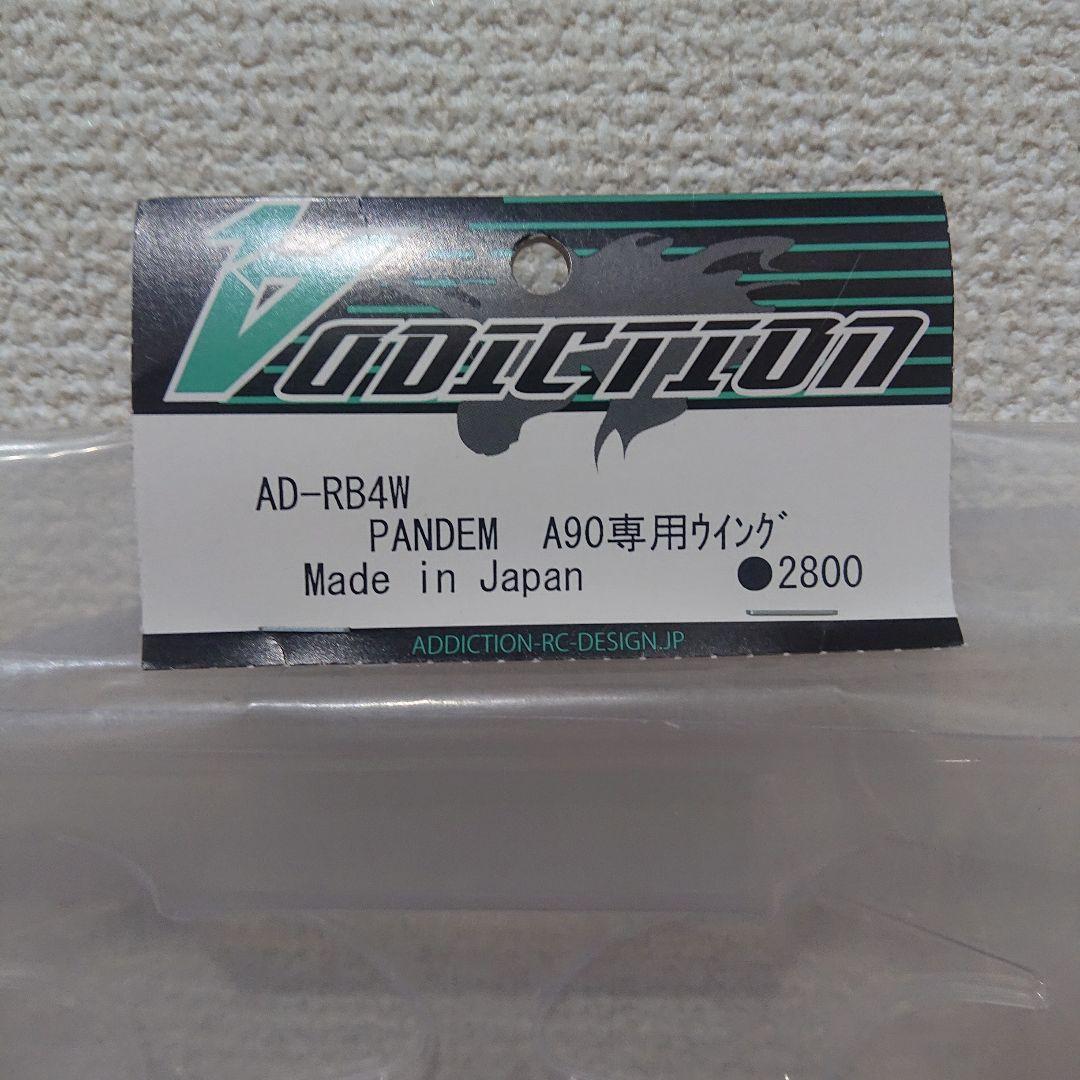 ADDICTION
AD-RB4W
PANDEM A90専用ｳｲﾝｸﾞ
Made in Japan ●2800
ADDICTION-RC-DESIGN.JP